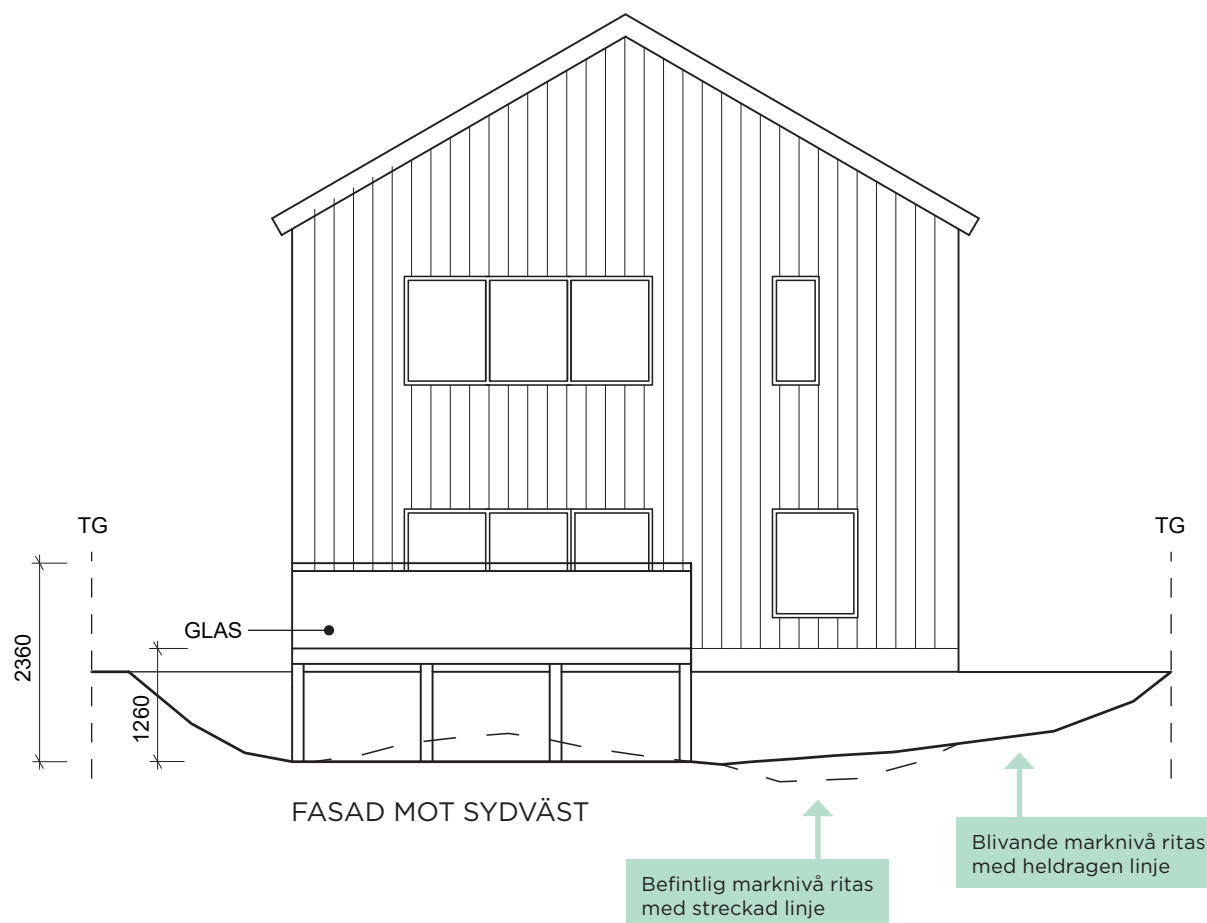 TG
TG
2360
GLAS
1260
FASAD MOT SYDVÄST
Blivande marknivå ritas
med heldragen linje
Befintlig marknivå ritas
med streckad linje